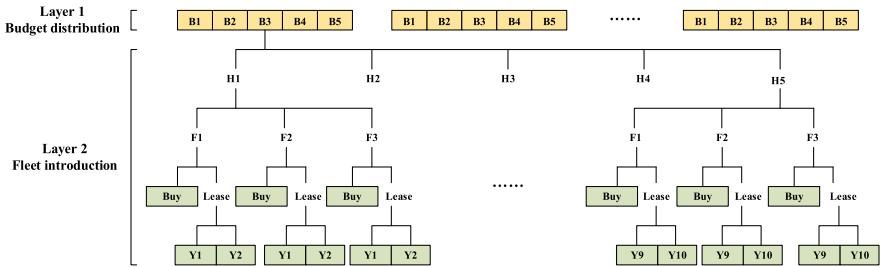 Layer 1
Budget distribution
B1 B2 B3 B4 B5 B1 B2 B3 B4 B5 ...... B1 B2 B3 B4 B5
Layer 2
Fleet introduction
H1 H2 H3 H4 H5
F1 F2 F3 F1 F2 F3
Buy Lease Buy Lease Buy Lease ...... Buy Lease Buy Lease Buy Lease
Y1 Y2 Y1 Y2 Y1 Y2 Y9 Y10 Y9 Y10 Y9 Y10